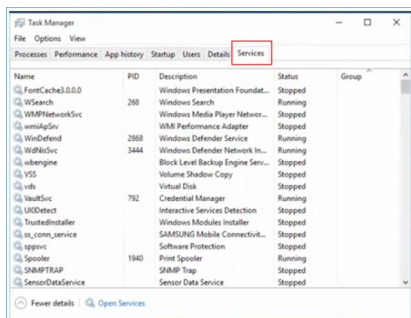 Task Manager
File Options View
Processes Performance App history Startup Users Details Services
Name PID Description Status Group
FontCache3.0.0.0 Windows Presentation Foundat... Stopped
WSearch 268 Windows Search Running
WMPNetworkSvc Windows Media Player Networ... Stopped
wmiApSrv WMI Performance Adapter Stopped
WinDefend 2868 Windows Defender Service Running
WdNisSvc 3444 Windows Defender Network In... Running
wbengine Block Level Backup Engine Serv... Stopped
VSS Volume Shadow Copy Stopped
vds Virtual Disk Stopped
VaultSvc 792 Credential Manager Running
UI0Detect Interactive Services Detection Stopped
TrustedInstaller Windows Modules Installer Stopped
ss_conn_service SAMSUNG Mobile Connectivit... Stopped
sppsvc Software Protection Stopped
Spooler 1940 Print Spooler Running
SNMPTRAP SNMP Trap Stopped
SensorDataService Sensor Data Service Stopped
Fewer details Open Services